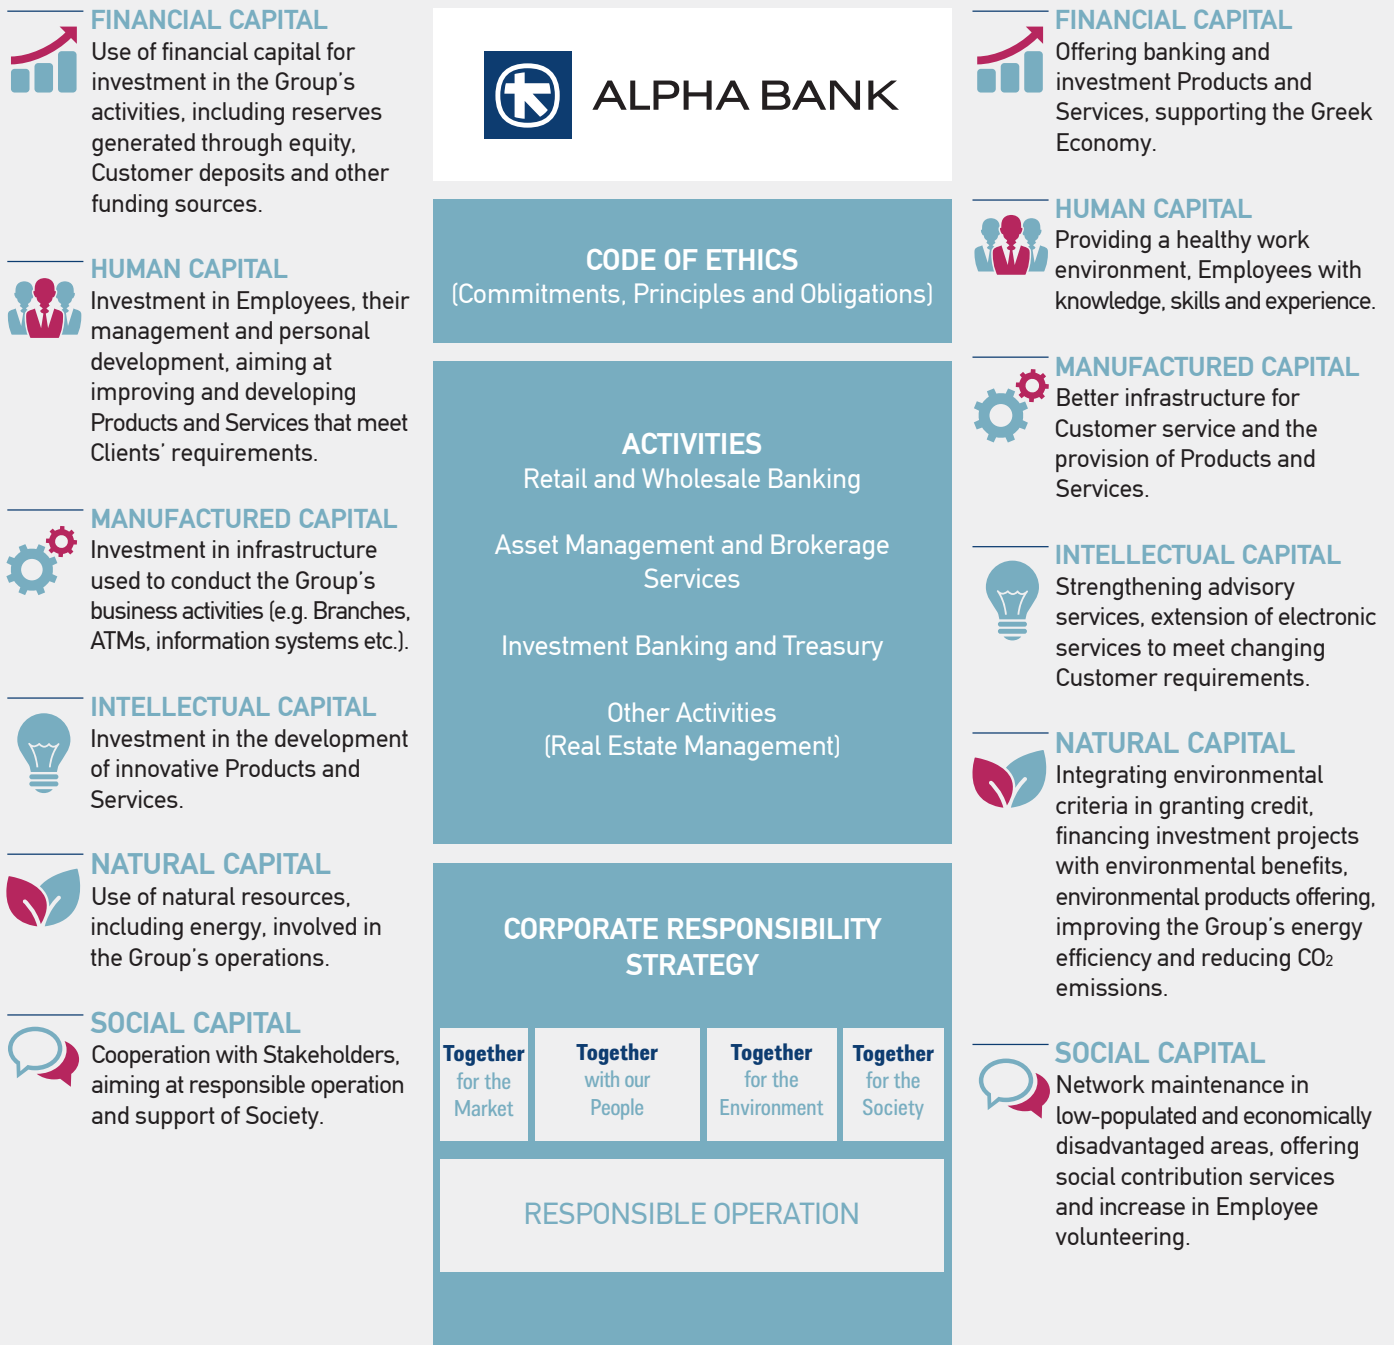 FINANCIAL CAPITAL
Use of financial capital for
investment in the Group's
activities, including reserves
generated through equity,
Customer deposits and other
funding sources.
HUMAN CAPITAL
Investment in Employees, their
management and personal
development, aiming at
improving and developing
Products and Services that meet
Clients' requirements.
MANUFACTURED CAPITAL
Investment in infrastructure
used to conduct the Group's
business activities (e.g. Branches,
ATMs, information systems etc.).
INTELLECTUAL CAPITAL
Investment in the development
of innovative Products and
Services.
NATURAL CAPITAL
Use of natural resources,
including energy, involved in
the Group's operations.
SOCIAL CAPITAL
Cooperation with Stakeholders,
aiming at responsible operation
and support of Society.
ALPHA BANK
CODE OF ETHICS
(Commitments, Principles and Obligations)
ACTIVITIES
Retail and Wholesale Banking
Asset Management and Brokerage
Services
Investment Banking and Treasury
Other Activities
(Real Estate Management)
CORPORATE RESPONSIBILITY
STRATEGY
Together
for the
Market
Together
with our
People
Together
for the
Environment
Together
for the
Society
RESPONSIBLE OPERATION
FINANCIAL CAPITAL
Offering banking and
investment Products and
Services, supporting the Greek
Economy.
HUMAN CAPITAL
Providing a healthy work
environment, Employees with
knowledge, skills and experience.
MANUFACTURED CAPITAL
Better infrastructure for
Customer service and the
provision of Products and
Services.
INTELLECTUAL CAPITAL
Strengthening advisory
services, extension of electronic
services to meet changing
Customer requirements.
NATURAL CAPITAL
Integrating environmental
criteria in granting credit,
financing investment projects
with environmental benefits,
environmental products offering,
improving the Group's energy
efficiency and reducing CO2
emissions.
SOCIAL CAPITAL
Network maintenance in
low-populated and economically
disadvantaged areas, offering
social contribution services
and increase in Employee
volunteering.